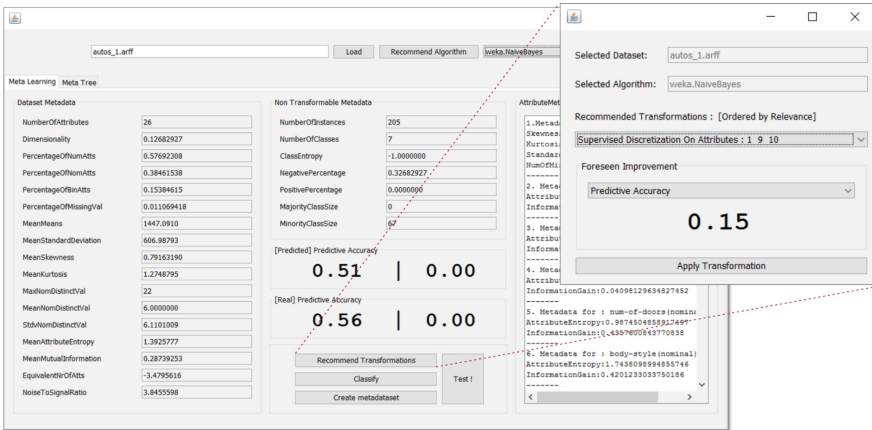 autos_1.arff
Load
Recommend Algorithm
weka.NaiveBayes
Meta Learning
Meta Tree
Dataset Metadata
NumberOfAttributes 26
Dimensionality 0.12682927
PercentageOfNumAtts 0.57692308
PercentageOfNomAtts 0.38461538
PercentageOfBinAtts 0.15384615
PercentageOfMissingVal 0.011069418
MeanMeans 1447.0910
MeanStandardDeviation 606.98793
MeanSkewness 0.79163190
MeanKurtosis 1.2748795
MaxNomDistinctVal 22
MeanNomDistinctVal 6.0000000
StdvNomDistinctVal 6.1101009
MeanAttributeEntropy 1.3925777
MeanMutualInformation 0.28739253
EquivalentNrOfAtts -3.4795616
NoiseToSignalRatio 3.8455598
Non Transformable Metadata
NumberOfInstances 205
NumberOfClasses 7
ClassEntropy -1.0000000
NegativePercentage 0.32682927
PositivePercentage 0.0000000
MajorityClassSize 0
MinorityClassSize 67
[Predicted] Predictive Accuracy
0.51 | 0.00
[Real] Predictive Accuracy
0.56 | 0.00
Recommend Transformations
Classify
Create metadataset
Test !
AttributeMet
1.Metad
Skewnes
Kurtosi
Standar
NumOfMi
-------
2. Metad
Attribut
Informat
-------
3. Metad
Attribut
Informat
-------
4. Metad
Attribut
InformationGain:0.04098129634827452
-------
5. Metadata for : num-of-doors(nomina
AttributeEntropy:0.9874504858917497
InformationGain:0.4357600843770838
-------
6. Metadata for : body-style(nominal)
AttributeEntropy:1.7438098994855746
InformationGain:0.4201233033750186
-------
Selected Dataset: autos_1.arff
Selected Algorithm: weka.NaiveBayes
Recommended Transformations : [Ordered by Relevance]
Supervised Discretization On Attributes : 1 9 10
Foreseen Improvement
Predictive Accuracy
0.15
Apply Transformation